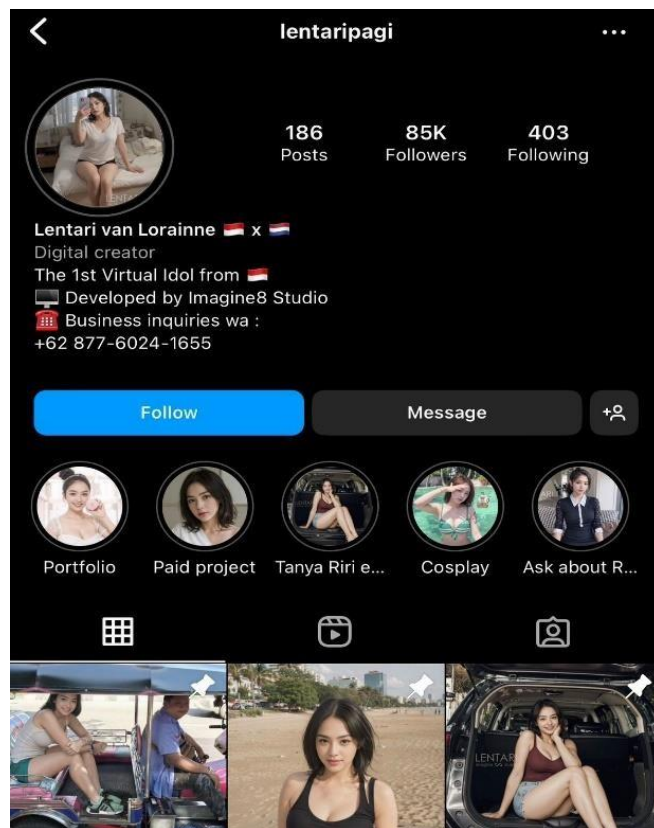 lentaripagi
186 85K 403
Posts Followers Following
Lentari van Lorainne 🇮🇩 x 🇳🇱
Digital creator
The 1st Virtual Idol from 🇮🇩
🖥️ Developed by Imagine8 Studio
☎️ Business inquiries wa :
+62 877-6024-1655
Follow Message
Portfolio Paid project Tanya Riri e... Cosplay Ask about R...
LENTAR